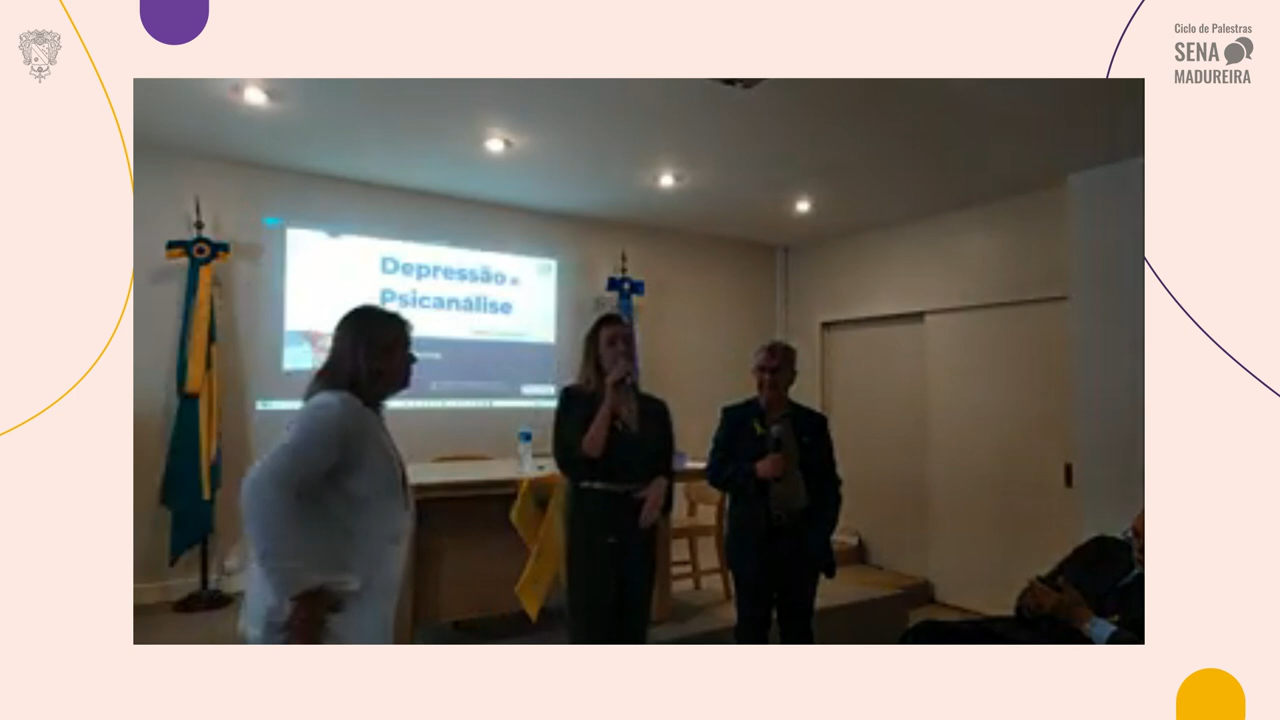 Ciclo de Palestras
SENA
MADUREIRA
Depressão e
Psicanálise